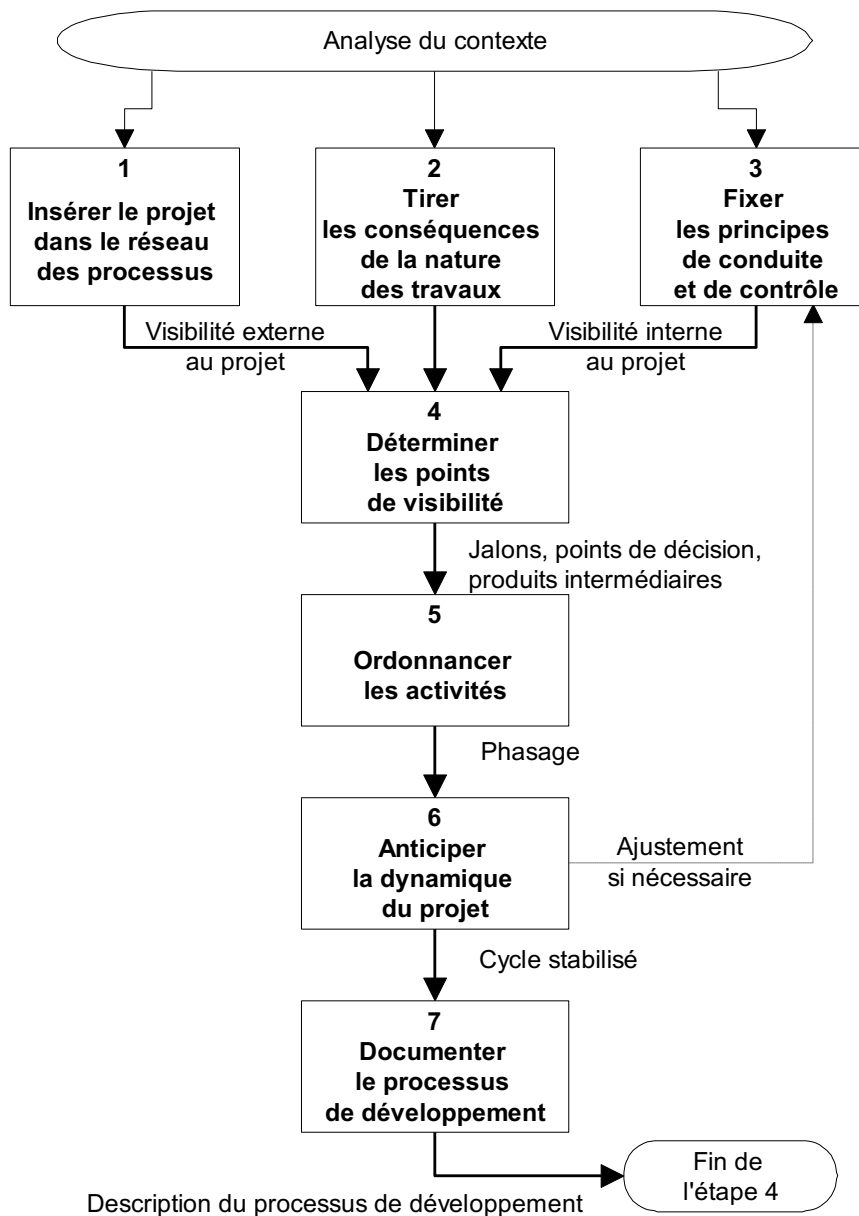 Analyse du contexte
1
Insérer le projet
dans le réseau
des processus
2
Tirer
les conséquences
de la nature
des travaux
3
Fixer
les principes
de conduite
et de contrôle
Visibilité externe
au projet
Visibilité interne
au projet
4
Déterminer
les points
de visibilité
Jalons, points de décision,
produits intermédiaires
5
Ordonnancer
les activités
Phasage
6
Anticiper
la dynamique
du projet
Ajustement
si nécessaire
Cycle stabilisé
7
Documenter
le processus
de développement
Fin de
l'étape 4
Description du processus de développement